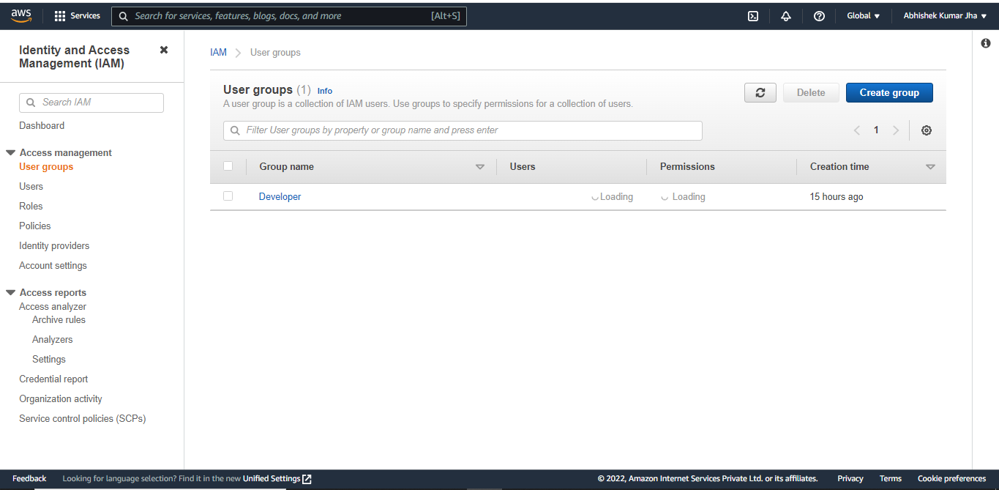 aws
Services
Search for services, features, blogs, docs, and more [Alt+S]
Global
Abhishek Kumar Jha
Identity and Access
Management (IAM)
Search IAM
Dashboard
Access management
User groups
Users
Roles
Policies
Identity providers
Account settings
Access reports
Access analyzer
Archive rules
Analyzers
Settings
Credential report
Organization activity
Service control policies (SCPs)
IAM User groups
User groups (1) Info
A user group is a collection of IAM users. Use groups to specify permissions for a collection of users.
Delete
Create group
Filter User groups by property or group name and press enter
1
Group name Users Permissions Creation time
Developer Loading Loading 15 hours ago
Feedback Looking for language selection? Find it in the new Unified Settings
© 2022, Amazon Internet Services Private Ltd. or its affiliates. Privacy Terms Cookie preferences